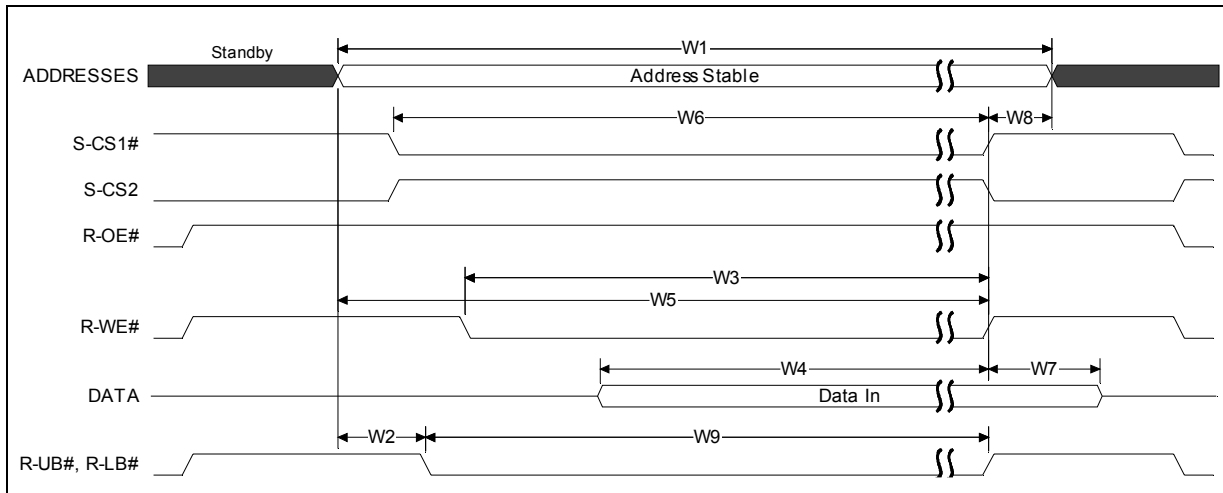 W1
Standby
ADDRESSES
Address Stable
W6
W8
S-CS1#
S-CS2
R-OE#
W3
W5
R-WE#
W4
W7
DATA
Data In
W2
W9
R-UB#, R-LB#